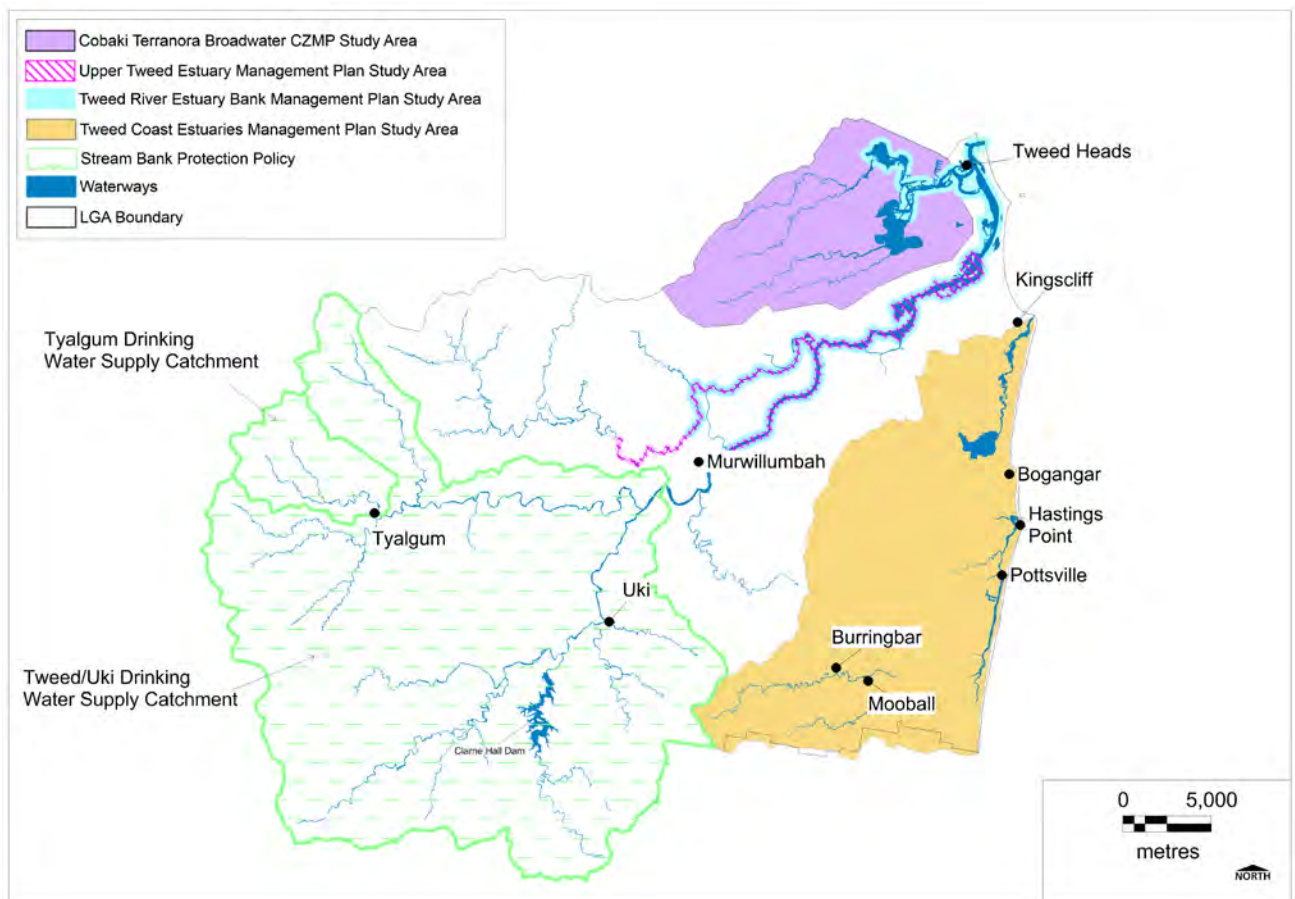 Cobaki Terranora Broadwater CZMP Study Area
Upper Tweed Estuary Management Plan Study Area
Tweed River Estuary Bank Management Plan Study Area
Tweed Coast Estuaries Management Plan Study Area
Stream Bank Protection Policy
Waterways
LGA Boundary
Tweed Heads
Kingscliff
Tyalgum Drinking
Water Supply Catchment
Murwillumbah
Bogangar
Hastings
Point
Tyalgum
Pottsville
Uki
Burringbar
Tweed/Uki Drinking
Water Supply Catchment
Mooball
Clarrie Hall Dam
0 5,000
metres
NORTH